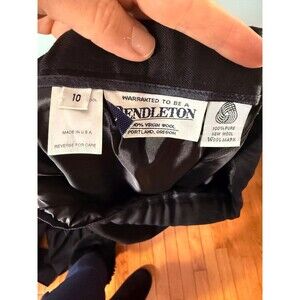 10
MADE IN U.S.A.
REVERSE FOR CARE
WARRANTED TO BE A
PENDLETON
100% VIRGIN WOOL
PORTLAND, OREGON
100% PURE
NEW WOOL
WOOLMARK